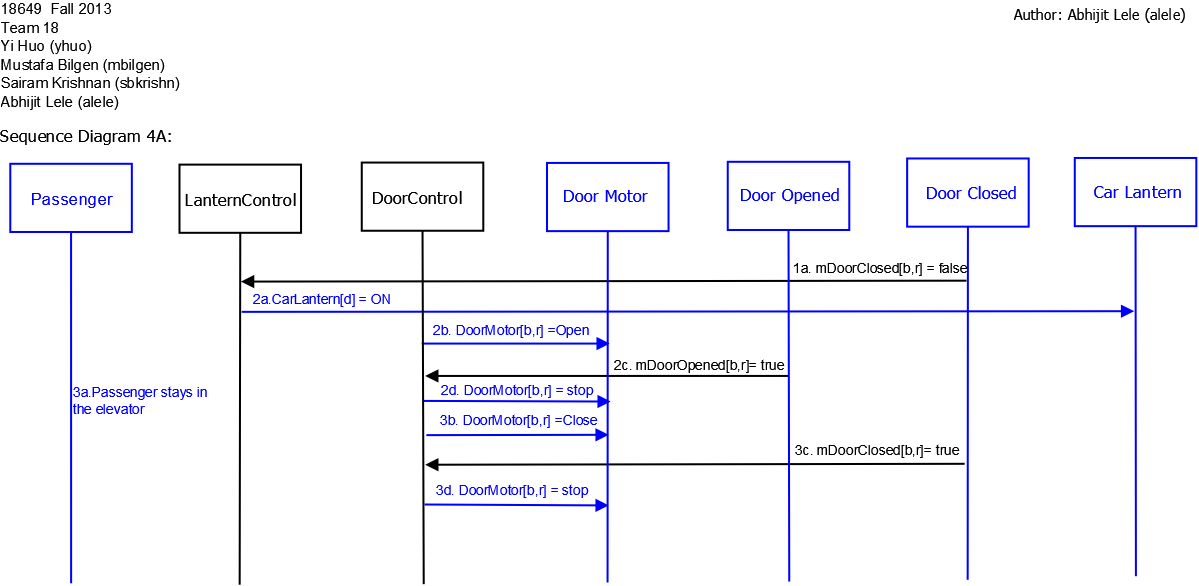 18649  Fall 2013
Author: Abhijit Lele (alele)
Team 18
Yi Huo (yhuo)
Mustafa Bilgen (mbilgen)
Sairam Krishnan (sbkrishn)
Abhijit Lele (alele)
Sequence Diagram 4A:
Passenger
LanternControl
DoorControl
Door Motor
Door Opened
Door Closed
Car Lantern
1a. mDoorClosed[b,r] = false
2a.CarLantern[d] = ON
2b. DoorMotor[b,r] =Open
2c. mDoorOpened[b,r]= true
2d. DoorMotor[b,r] = stop
3a.Passenger stays in
the elevator
3b. DoorMotor[b,r] =Close
3c. mDoorClosed[b,r]= true
3d. DoorMotor[b,r] = stop